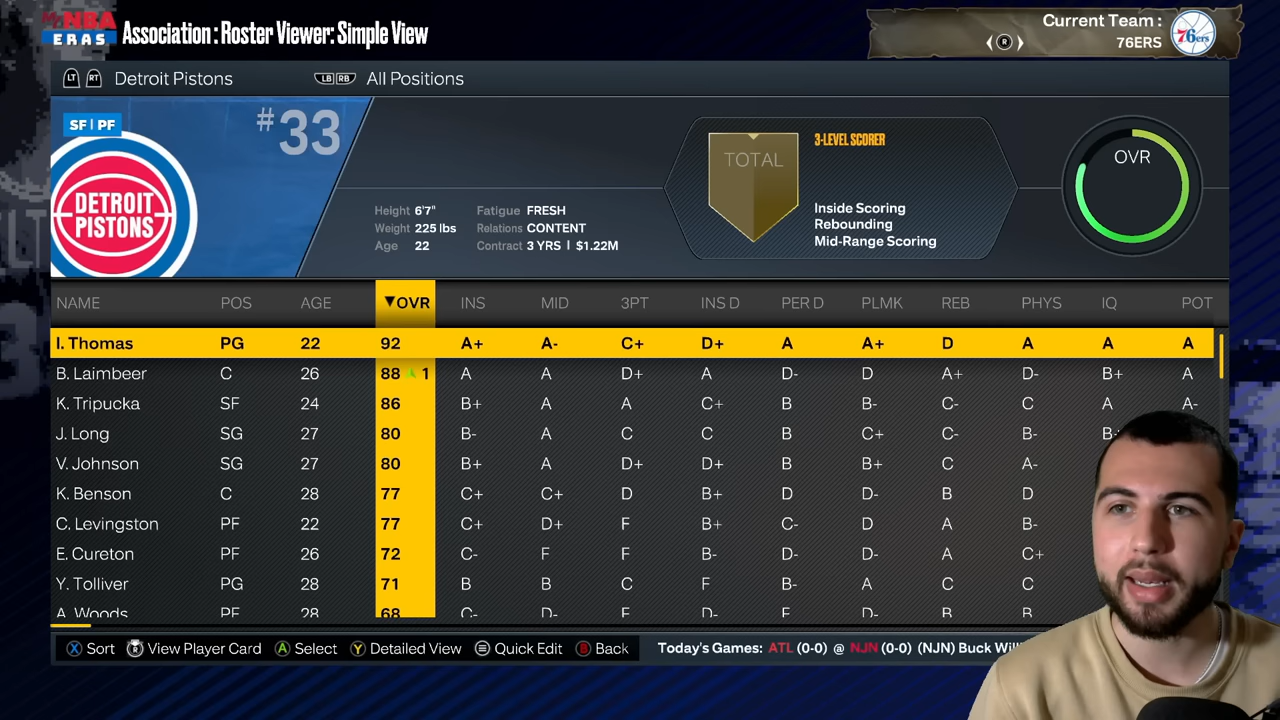 MyNBA
ERAS
Association : Roster Viewer: Simple View
Current Team :
R
76ERS
76ers
LT RT Detroit Pistons LB RB All Positions
SF | PF
#33
DETROIT
PISTONS
Height 6'7"
Weight 225 lbs
Age 22
Fatigue FRESH
Relations CONTENT
Contract 3 YRS | $1.22M
TOTAL
3-LEVEL SCORER
Inside Scoring
Rebounding
Mid-Range Scoring
OVR
NAME POS AGE ▼OVR INS MID 3PT INS D PER D PLMK REB PHYS IQ POT
I. Thomas PG 22 92 A+ A- C+ D+ A A+ D A A A
B. Laimbeer C 26 88 1 A A D+ A D- D A+ D- B+ A
K. Tripucka SF 24 86 B+ A A C+ B B- C- C A A-
J. Long SG 27 80 B- A C C B C+ C- B-
V. Johnson SG 27 80 B+ A D+ D+ B B+ C A-
K. Benson C 28 77 C+ C+ D B+ D D- B D
C. Levingston PF 22 77 C+ D+ F B+ C- D A B-
E. Cureton PF 26 72 C- F F B- D- D- A C+
Y. Tolliver PG 28 71 B B C F B- A C C
A. Woods PF 28 68 C- D- F D- F D- B B
X Sort R View Player Card A Select Y Detailed View Quick Edit B Back Today's Games: ATL (0-0) @ NJN (0-0) (NJN) Buck